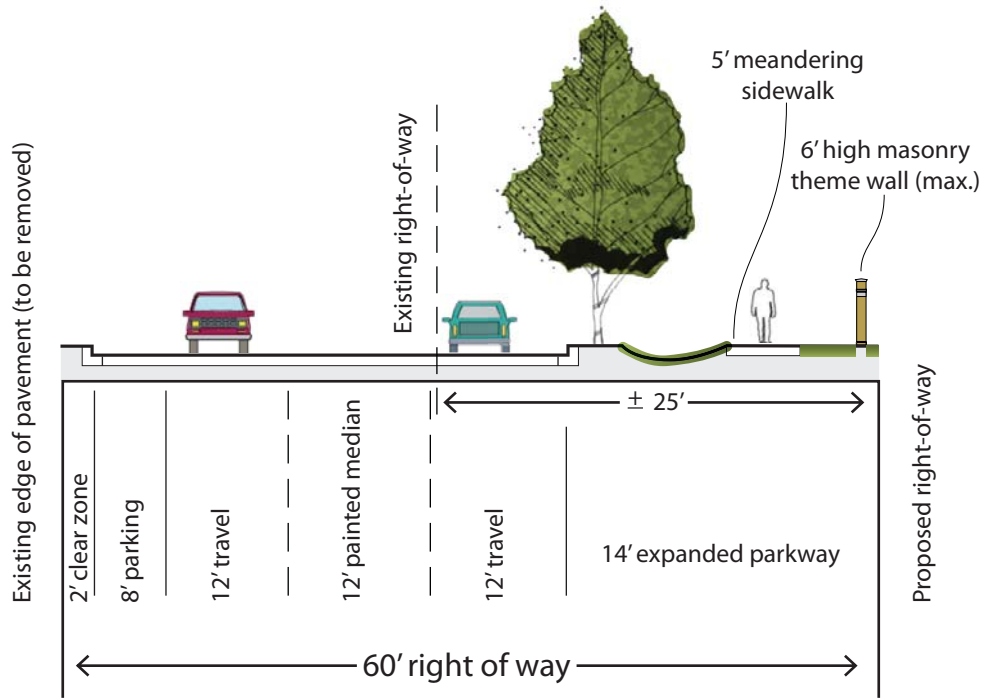 5’ meandering
sidewalk
6’ high masonry
theme wall (max.)
Existing edge of pavement (to be removed)
Existing right-of-way
± 25’
2’ clear zone
8’ parking
12’ travel
12’ painted median
12’ travel
14’ expanded parkway
Proposed right-of-way
60’ right of way